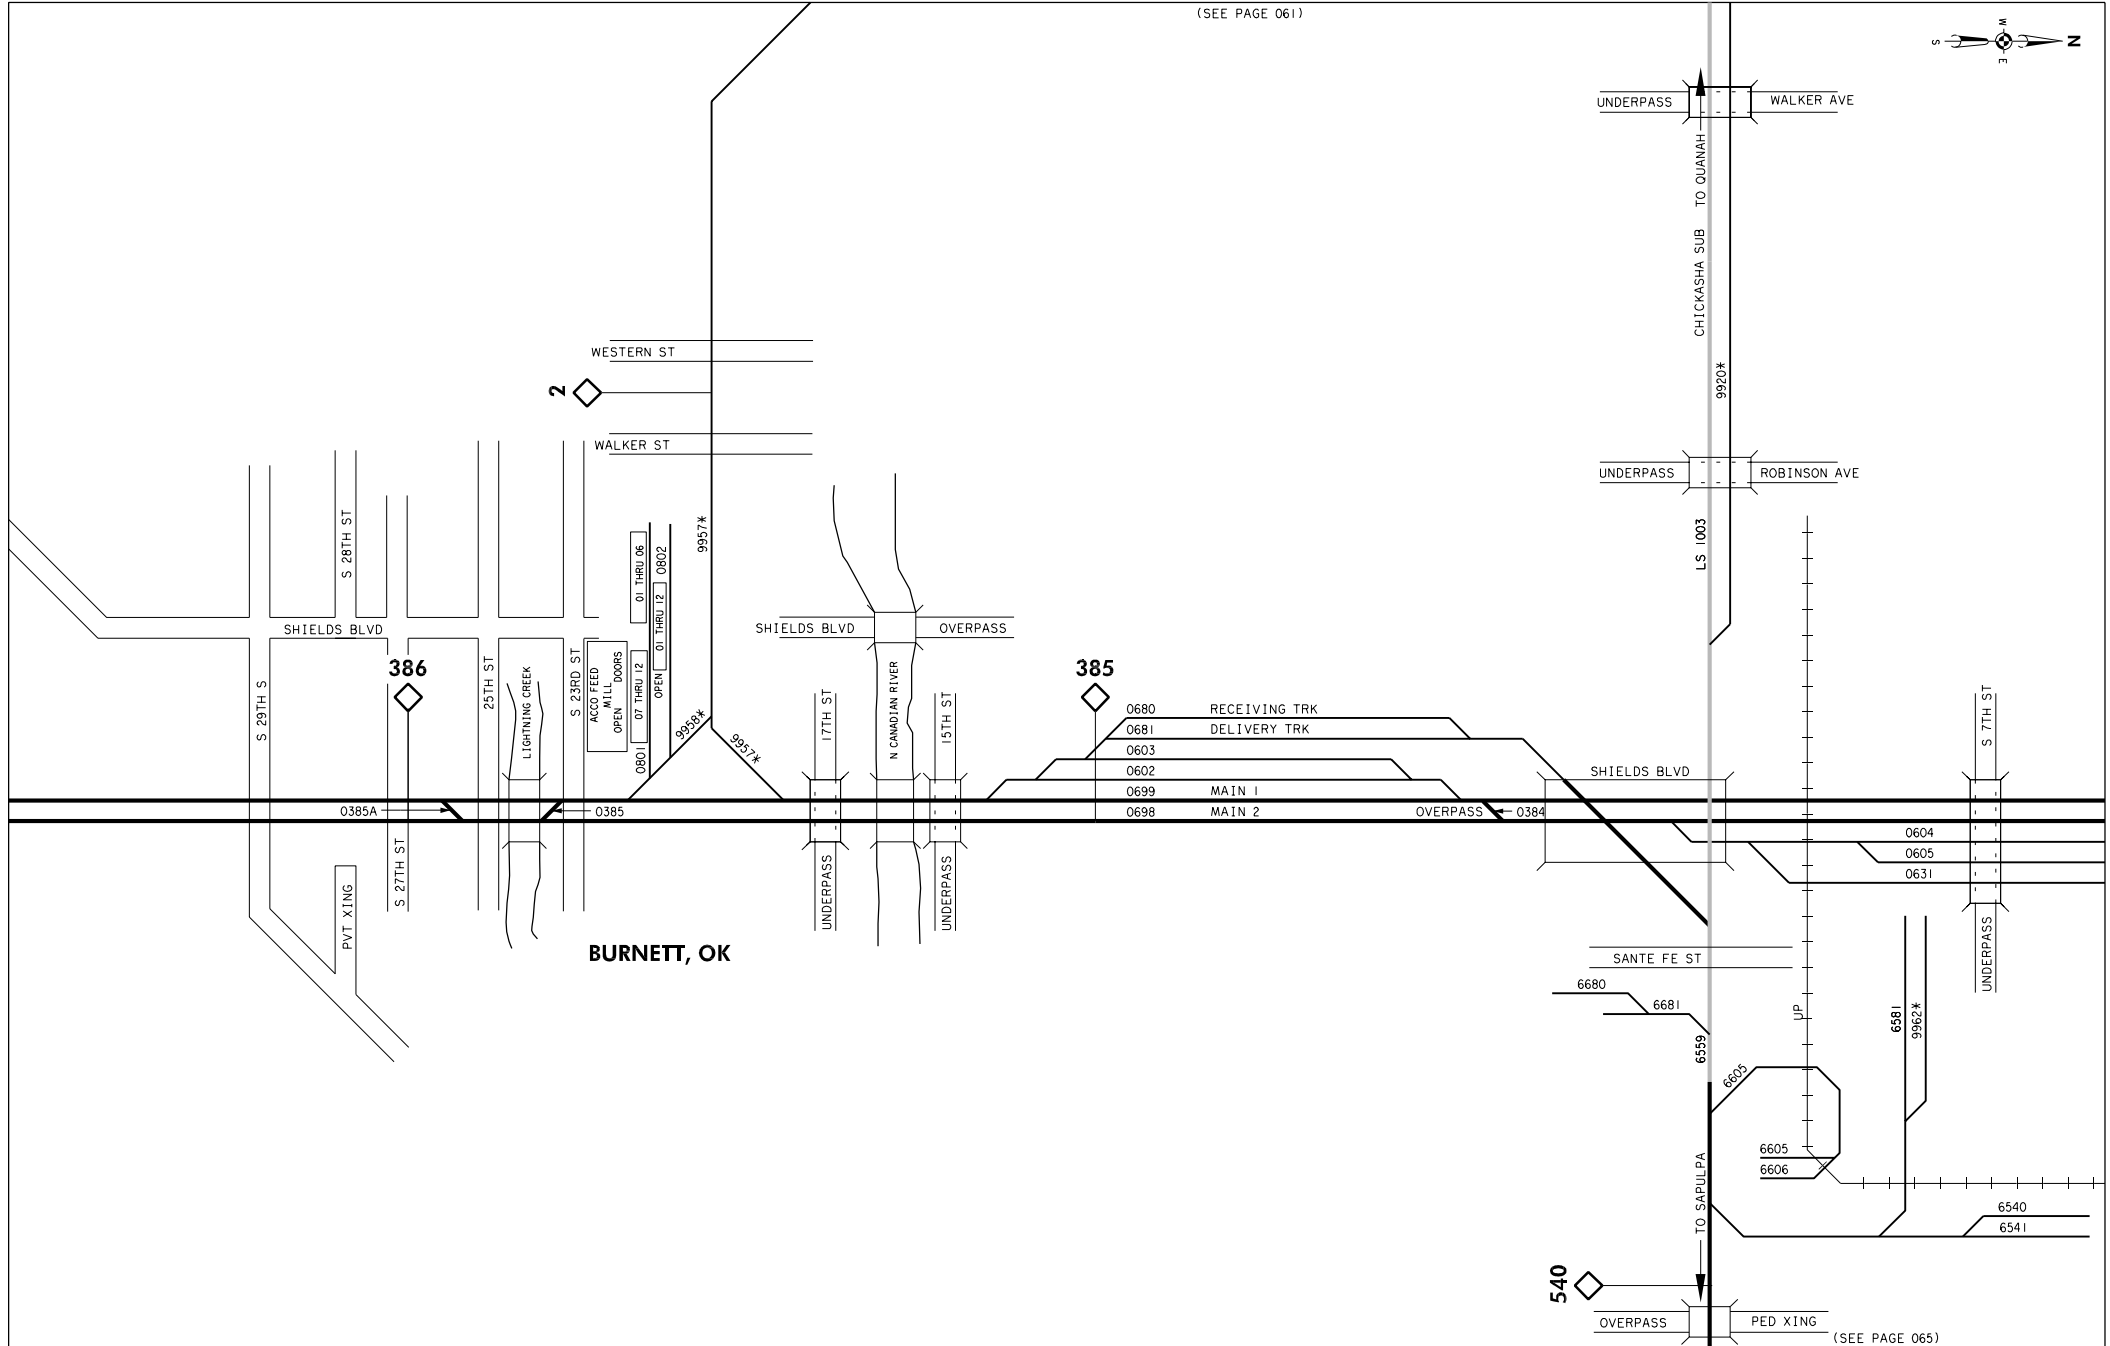 (SEE PAGE 061)
W
S
N
E
UNDERPASS
WALKER AVE
TO QUANAH
CHICKASHA SUB
WESTERN ST
2
9920*
WALKER ST
UNDERPASS
ROBINSON AVE
S 28TH ST
9957*
LS 1003
01 THRU 06
0802
01 THRU 12
OPEN
SHIELDS BLVD
SHIELDS BLVD
OVERPASS
386
385
S 29TH S
25TH ST
LIGHTNING CREEK
S 23RD ST
ACCO FEED
MILL
OPEN DOORS
07 THRU 12
0801
9958*
9957*
17TH ST
N CANADIAN RIVER
15TH ST
S 7TH ST
0680 RECEIVING TRK
0681 DELIVERY TRK
0603
0602
SHIELDS BLVD
0699 MAIN 1
0385A
0385
0698 MAIN 2
OVERPASS
0384
0604
0605
0631
S 27TH ST
PVT XING
UNDERPASS
UNDERPASS
UNDERPASS
BURNETT, OK
SANTE FE ST
6680
6681
UP
6581
9962*
6559
6605
6605
6606
TO SAPULPA
6540
6541
540
OVERPASS
PED XING
(SEE PAGE 065)